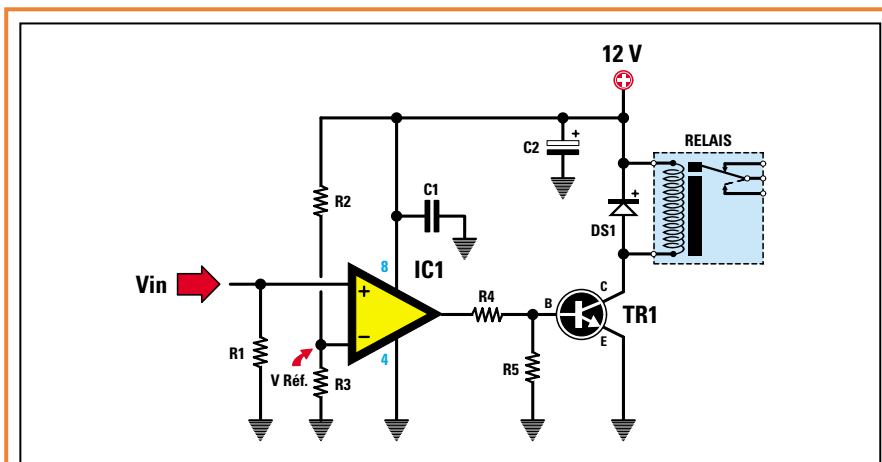 12 V
RELAIS
C2
+
C1
R2
DS1
+
8
IC1
Vin
+
R4
B
C
TR1
E
−
R1
V Réf.
R3
4
R5